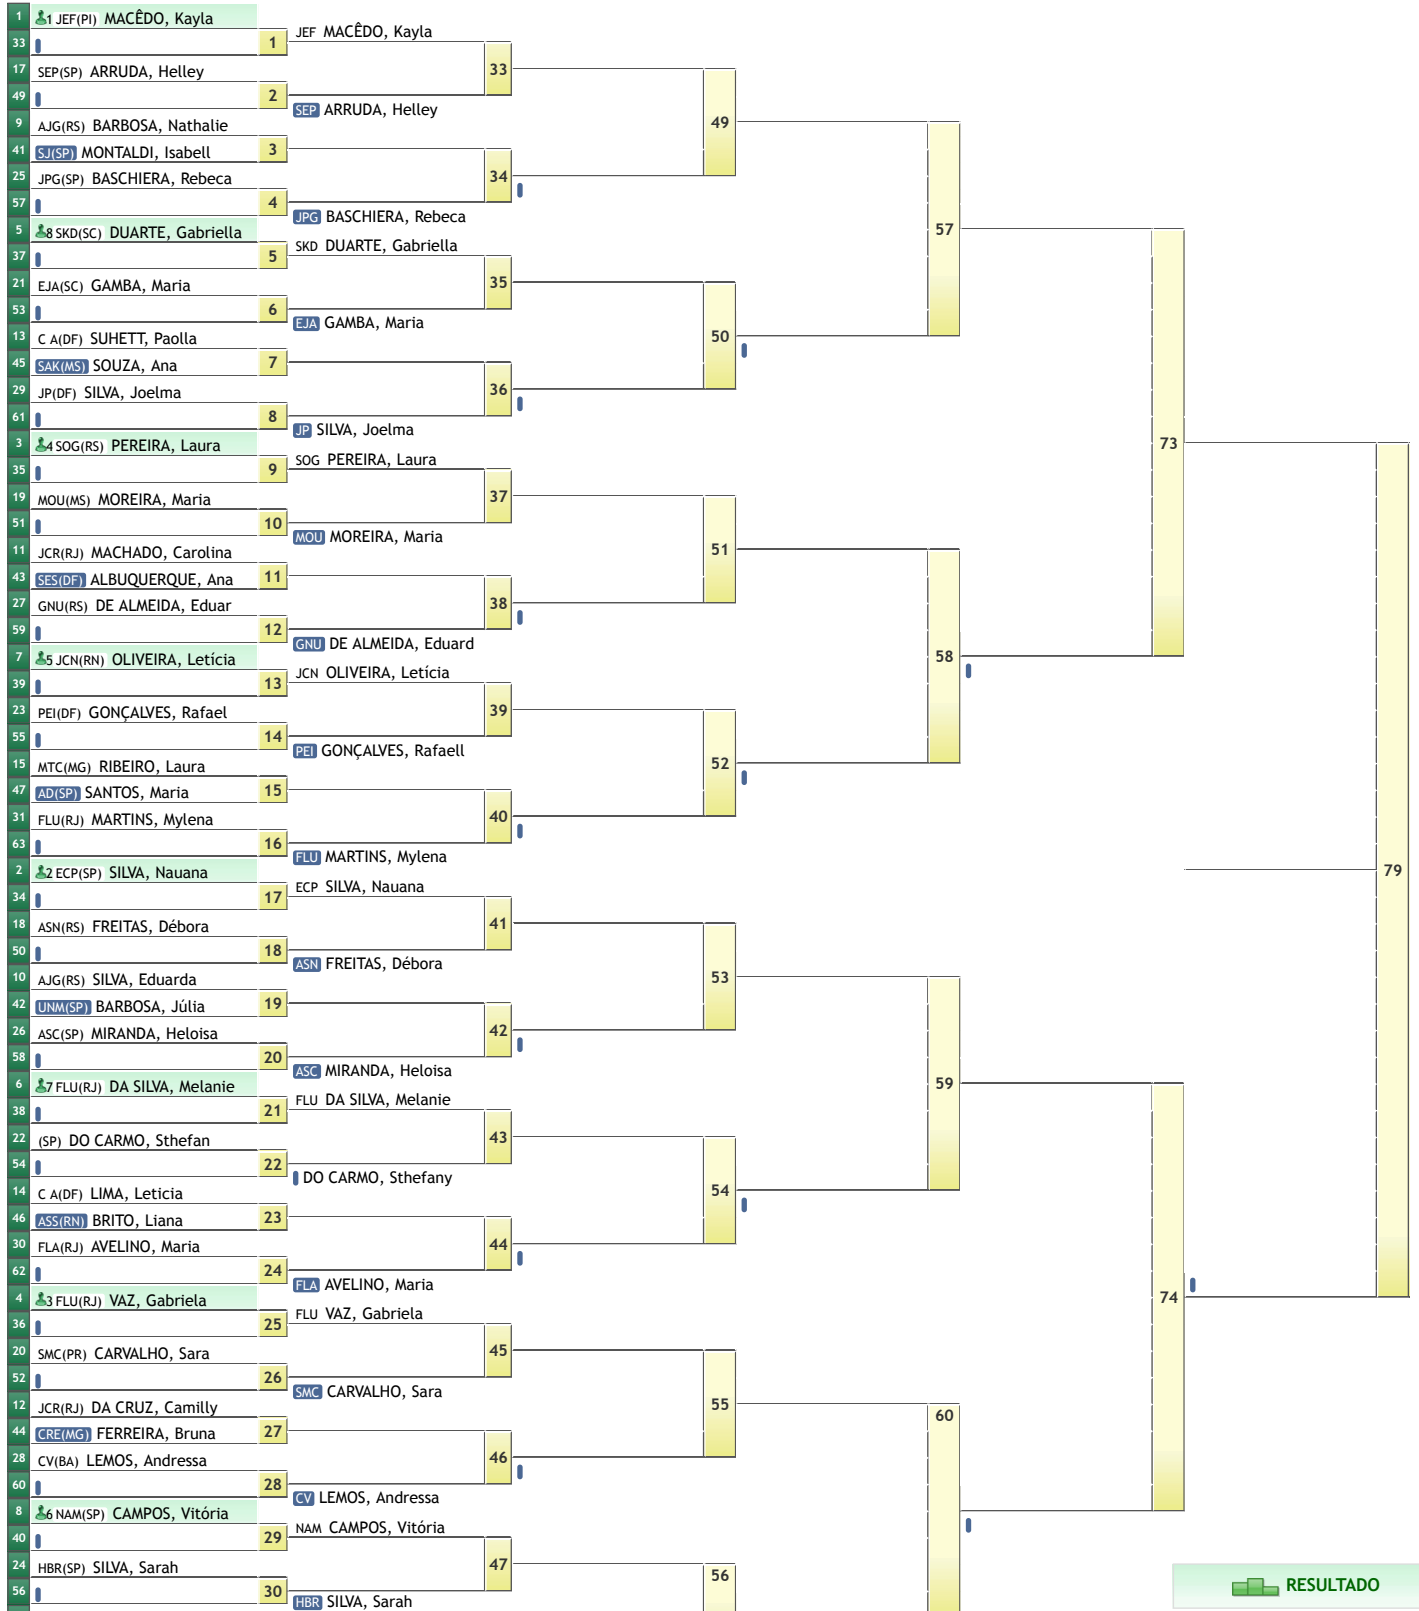 1 1 JEF(PI) MACÊDO, Kayla
33
1
JEF MACÊDO, Kayla
17 SEP(SP) ARRUDA, Helley
49
2
SEP ARRUDA, Helley
33
9 AJG(RS) BARBOSA, Nathalie
41 SJ(SP) MONTALDI, Isabell
3
25 JPG(SP) BASCHIERA, Rebeca
57
4
JPG BASCHIERA, Rebeca
34
49
5 8 SKD(SC) DUARTE, Gabriella
37
5
SKD DUARTE, Gabriella
21 EJA(SC) GAMBA, Maria
53
6
EJA GAMBA, Maria
35
13 C A(DF) SUHETT, Paolla
45 SAK(MS) SOUZA, Ana
7
29 JP(DF) SILVA, Joelma
61
8
JP SILVA, Joelma
36
50
57
3 4 SOG(RS) PEREIRA, Laura
35
9
SOG PEREIRA, Laura
19 MOU(MS) MOREIRA, Maria
51
10
MOU MOREIRA, Maria
37
11 JCR(RJ) MACHADO, Carolina
43 SES(DF) ALBUQUERQUE, Ana
11
27 GNU(RS) DE ALMEIDA, Eduar
59
12
GNU DE ALMEIDA, Eduard
38
51
7 5 JCN(RN) OLIVEIRA, Letícia
39
13
JCN OLIVEIRA, Letícia
23 PEI(DF) GONÇALVES, Rafael
55
14
PEI GONÇALVES, Rafaell
39
15 MTC(MG) RIBEIRO, Laura
47 AD(SP) SANTOS, Maria
15
31 FLU(RJ) MARTINS, Mylena
63
16
FLU MARTINS, Mylena
40
52
58
73
2 2 ECP(SP) SILVA, Nauana
34
17
ECP SILVA, Nauana
18 ASN(RS) FREITAS, Débora
50
18
ASN FREITAS, Débora
41
10 AJG(RS) SILVA, Eduarda
42 UNM(SP) BARBOSA, Júlia
19
26 ASC(SP) MIRANDA, Heloisa
58
20
ASC MIRANDA, Heloisa
42
53
6 7 FLU(RJ) DA SILVA, Melanie
38
21
FLU DA SILVA, Melanie
22 (SP) DO CARMO, Sthefan
54
22
DO CARMO, Sthefany
43
14 C A(DF) LIMA, Leticia
46 ASS(RN) BRITO, Liana
23
30 FLA(RJ) AVELINO, Maria
62
24
FLA AVELINO, Maria
44
54
59
4 3 FLU(RJ) VAZ, Gabriela
36
25
FLU VAZ, Gabriela
20 SMC(PR) CARVALHO, Sara
52
26
SMC CARVALHO, Sara
45
12 JCR(RJ) DA CRUZ, Camilly
44 CRE(MG) FERREIRA, Bruna
27
28 CV(BA) LEMOS, Andressa
60
28
CV LEMOS, Andressa
46
55
8 6 NAM(SP) CAMPOS, Vitória
40
29
NAM CAMPOS, Vitória
24 HBR(SP) SILVA, Sarah
56
30
HBR SILVA, Sarah
47
56
60
74
79
RESULTADO